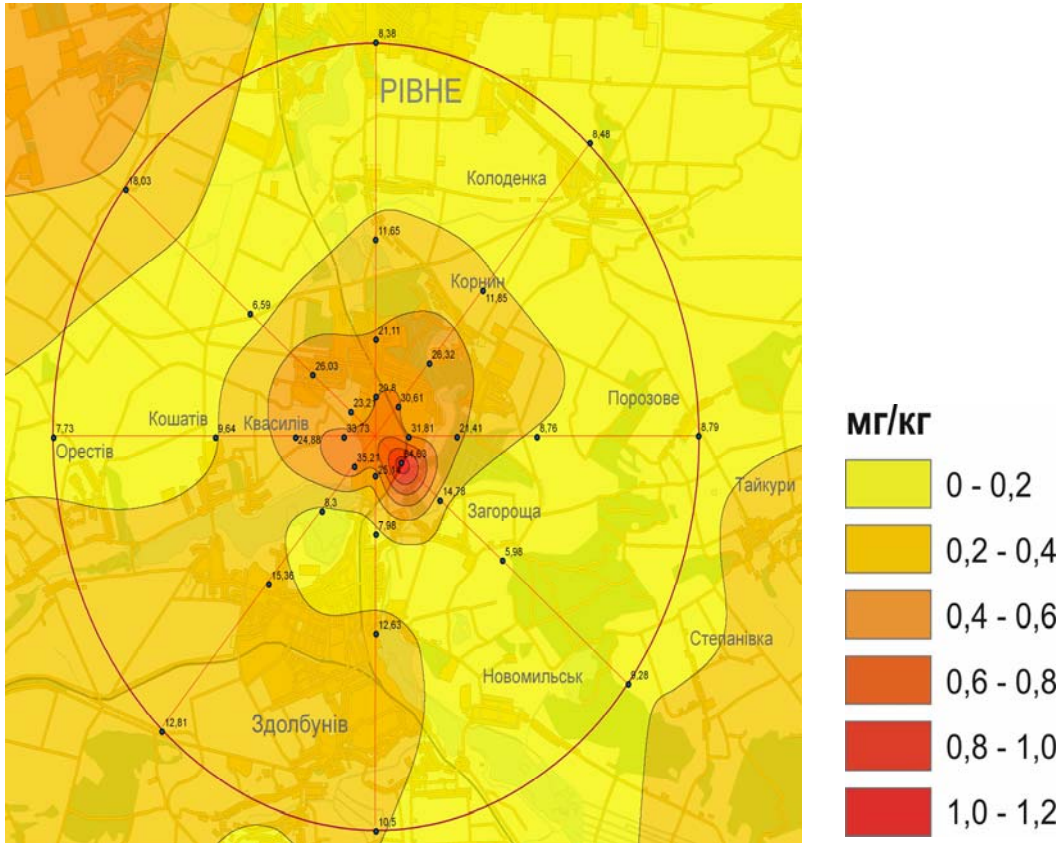 8,38
РІВНЕ
8,48
Колоденка
18,03
11,65
Корнин
11,85
6,59
21,11
26,32
26,03
29,8
30,61
23,21
Порозове
Кошатів
Квасилів
7,73
9,64
24,88
33,73
31,81
21,41
8,76
8,79
Орестів
35,21
Тайкури
14,78
Загороща
8,3
7,98
5,98
15,36
12,63
Степанівка
Новомильськ
9,28
12,81
Здолбунів
10,5
мг/кг
0 - 0,2
0,2 - 0,4
0,4 - 0,6
0,6 - 0,8
0,8 - 1,0
1,0 - 1,2